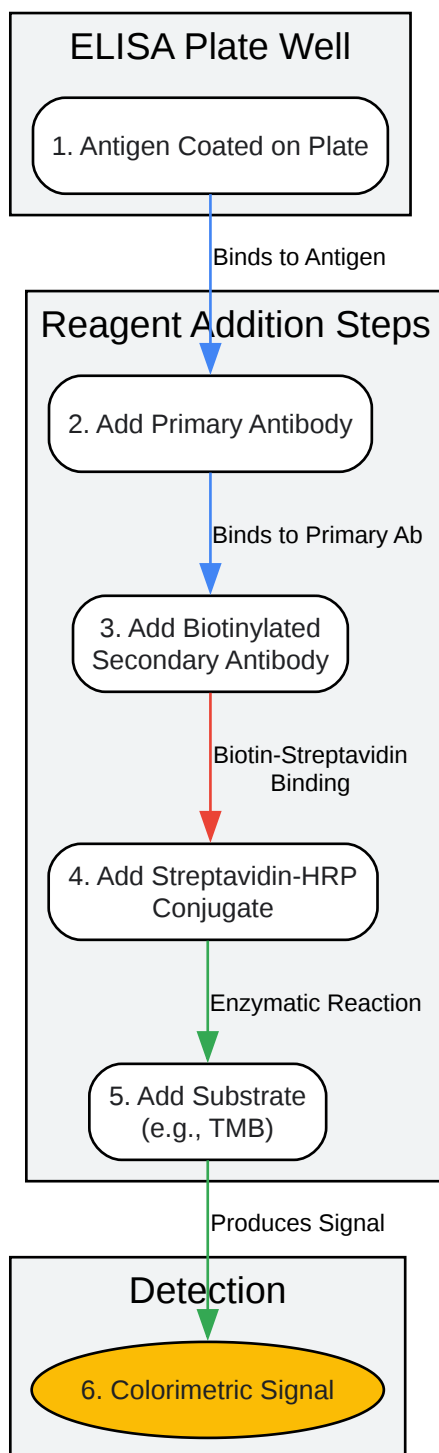 ELISA Plate Well
1. Antigen Coated on Plate
Binds to Antigen
Reagent Addition Steps
2. Add Primary Antibody
Binds to Primary Ab
3. Add Biotinylated
Secondary Antibody
Biotin-Streptavidin
Binding
4. Add Streptavidin-HRP
Conjugate
Enzymatic Reaction
5. Add Substrate
(e.g., TMB)
Produces Signal
Detection
6. Colorimetric Signal